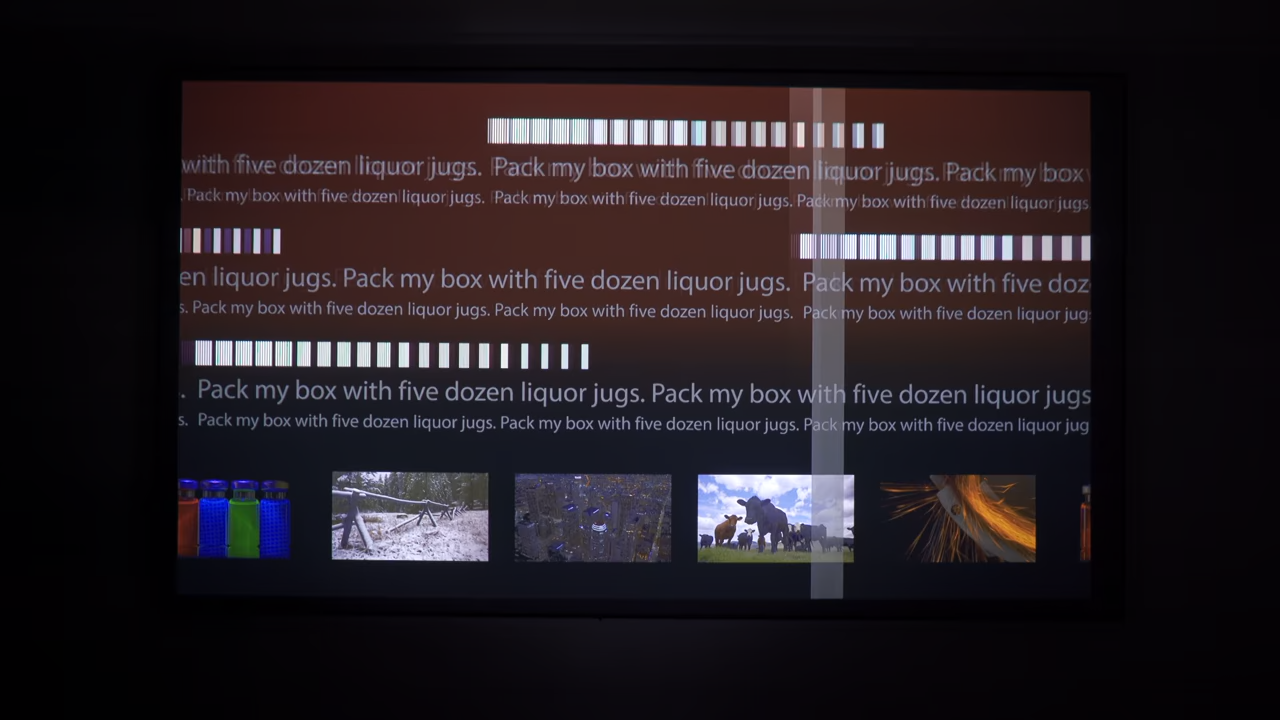 with five dozen liquor jugs. Pack my box with five dozen liquor jugs. Pack my box
. Pack my box with five dozen liquor jugs. Pack my box with five dozen liquor jugs. Pack my box with five dozen liquor jugs.
en liquor jugs. Pack my box with five dozen liquor jugs. Pack my box with five doz
s. Pack my box with five dozen liquor jugs. Pack my box with five dozen liquor jugs. Pack my box with five dozen liquor jug
. Pack my box with five dozen liquor jugs. Pack my box with five dozen liquor jugs
s. Pack my box with five dozen liquor jugs. Pack my box with five dozen liquor jugs. Pack my box with five dozen liquor jug